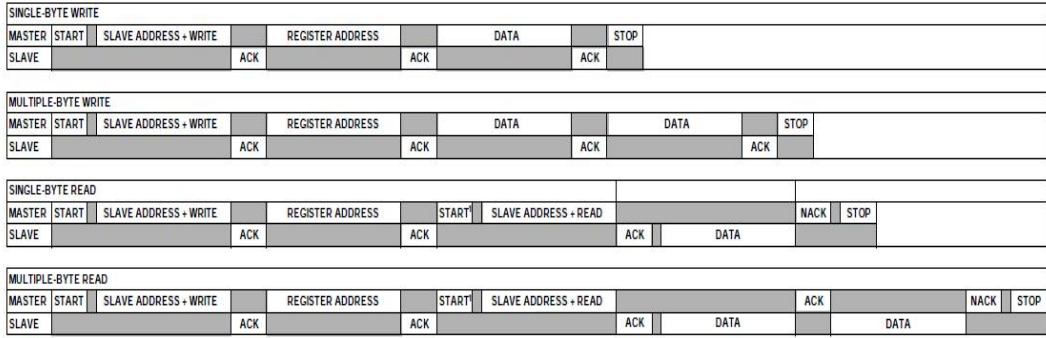 SINGLE-BYTE WRITE
MASTER START SLAVE ADDRESS + WRITE REGISTER ADDRESS DATA STOP
SLAVE ACK ACK ACK
MULTIPLE-BYTE WRITE
MASTER START SLAVE ADDRESS + WRITE REGISTER ADDRESS DATA DATA STOP
SLAVE ACK ACK ACK ACK
SINGLE-BYTE READ
MASTER START SLAVE ADDRESS + WRITE REGISTER ADDRESS START¹ SLAVE ADDRESS + READ NACK STOP
SLAVE ACK ACK ACK DATA
MULTIPLE-BYTE READ
MASTER START SLAVE ADDRESS + WRITE REGISTER ADDRESS START¹ SLAVE ADDRESS + READ ACK NACK STOP
SLAVE ACK ACK ACK DATA DATA